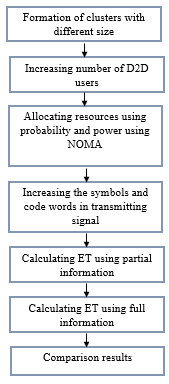 Formation of clusters with
different size
Increasing number of D2D
users
Allocating resources using
probability and power using
NOMA
Increasing the symbols and
code words in transmitting
signal
Calculating ET using partial
information
Calculating ET using full
information
Comparison results